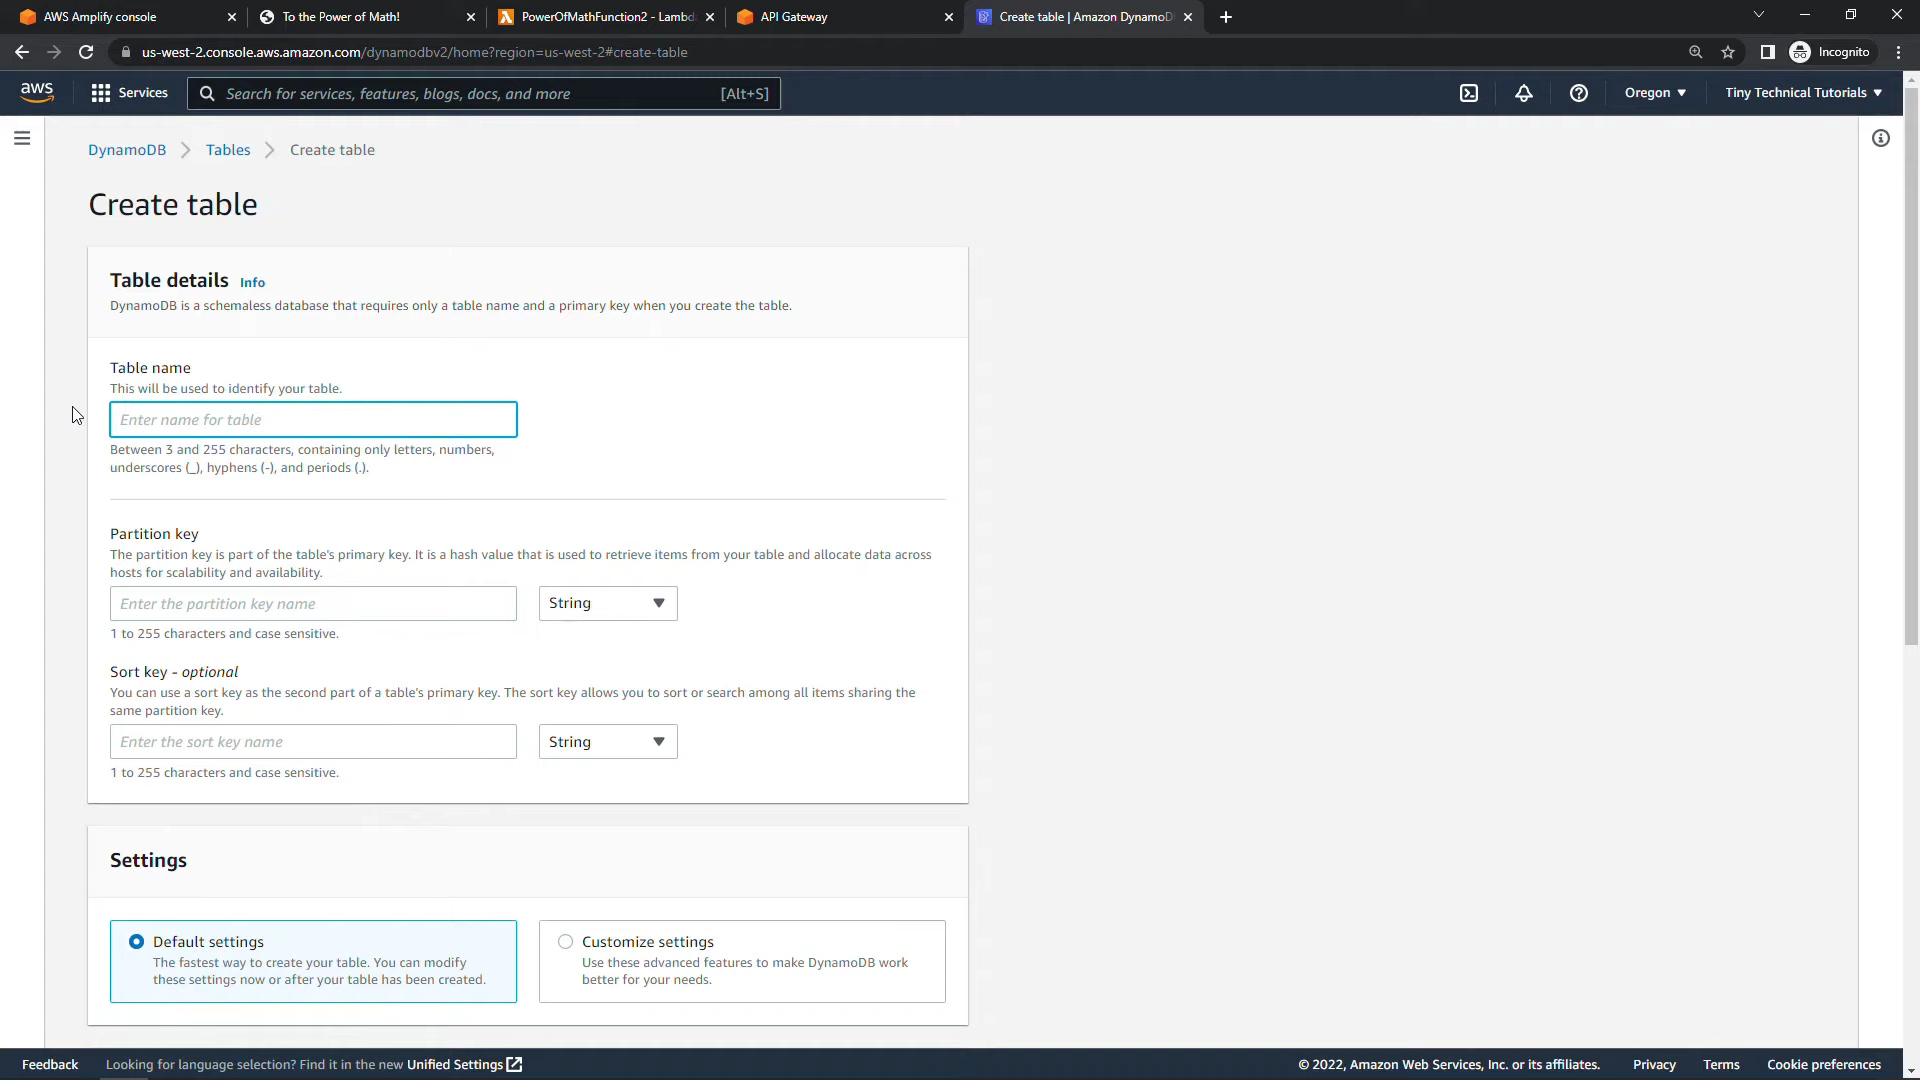 AWS Amplify console
To the Power of Math!
PowerOfMathFunction2 - Lambd
API Gateway
Create table | Amazon DynamoD
us-west-2.console.aws.amazon.com/dynamodbv2/home?region=us-west-2#create-table
Incognito
aws
Services
Search for services, features, blogs, docs, and more
[Alt+S]
Oregon
Tiny Technical Tutorials
DynamoDB
Tables
Create table
Create table
Table details Info
DynamoDB is a schemaless database that requires only a table name and a primary key when you create the table.
Table name
This will be used to identify your table.
Enter name for table
Between 3 and 255 characters, containing only letters, numbers,
underscores (_), hyphens (-), and periods (.).
Partition key
The partition key is part of the table's primary key. It is a hash value that is used to retrieve items from your table and allocate data across
hosts for scalability and availability.
Enter the partition key name
String
1 to 255 characters and case sensitive.
Sort key - optional
You can use a sort key as the second part of a table's primary key. The sort key allows you to sort or search among all items sharing the
same partition key.
Enter the sort key name
String
1 to 255 characters and case sensitive.
Settings
Default settings
The fastest way to create your table. You can modify
these settings now or after your table has been created.
Customize settings
Use these advanced features to make DynamoDB work
better for your needs.
Feedback
Looking for language selection? Find it in the new Unified Settings
© 2022, Amazon Web Services, Inc. or its affiliates.
Privacy
Terms
Cookie preferences